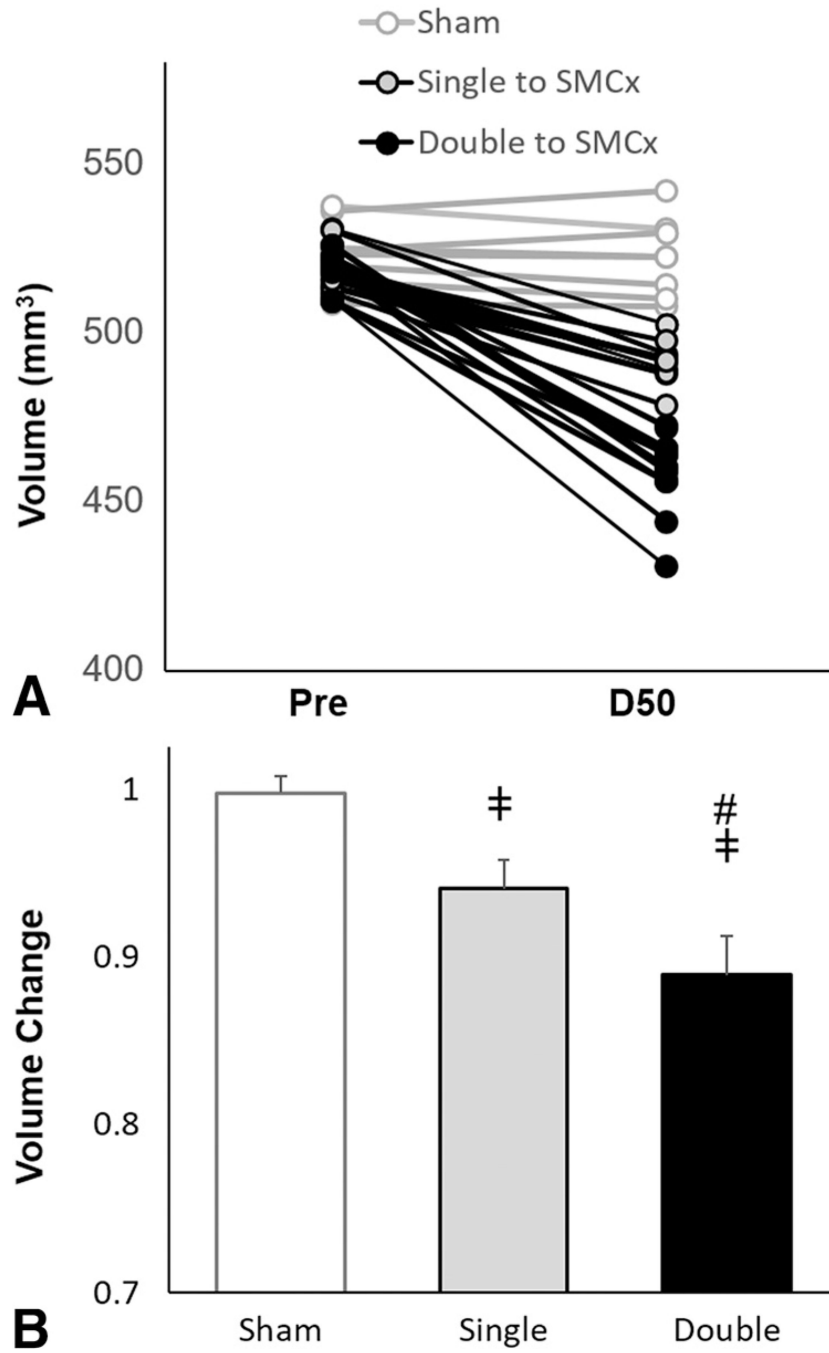 Sham
Single to SMCx
Double to SMCx
Volume (mm³)
550
500
450
400
Pre
D50
A
Volume Change
1
0.9
0.8
0.7
ǂ
#
ǂ
Sham
Single
Double
B